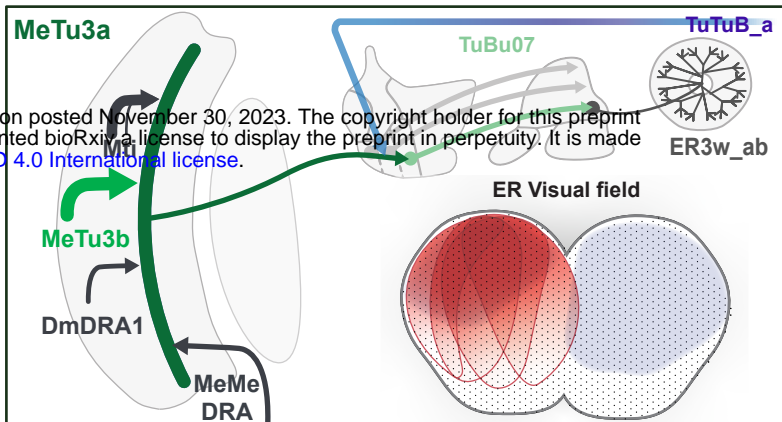 MeTu3a
TuTuB_a
TuBu07
on posted November 30, 2023. The copyright holder for this preprint
nted bioRxiv a license to display the preprint in perpetuity. It is made
D 4.0 International license.
ER3w_ab
ER Visual field
MeTu3b
DmDRA1
MeMe
DRA